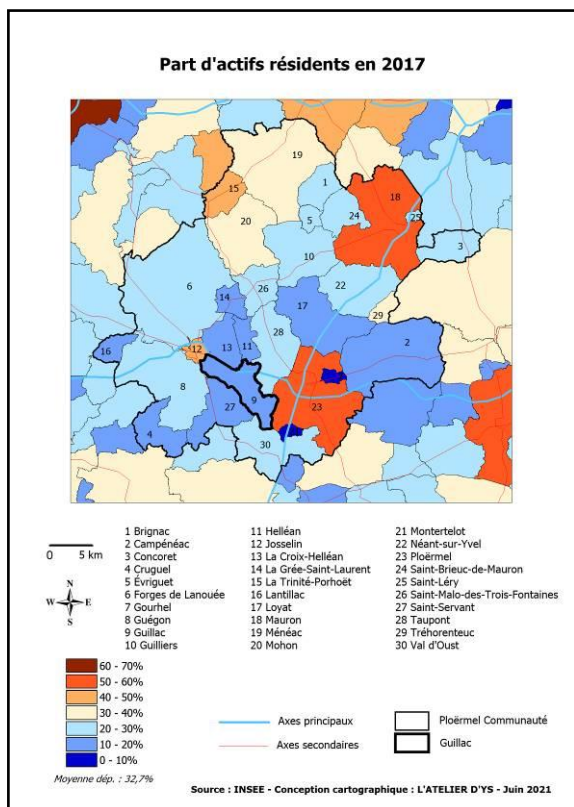 Part d'actifs résidents en 2017
19
1
15
18
24
25
5
20
3
10
6
26
22
14
17
29
28
2
12
13
11
16
8
9
27
23
4
30
0 5 km
N
W E
S
1 Brignac
2 Campénéac
3 Concoret
4 Cruguel
5 Évriguet
6 Forges de Lanouée
7 Gourhel
8 Guégon
9 Guillac
10 Guilliers
11 Helléan
12 Josselin
13 La Croix-Helléan
14 La Grée-Saint-Laurent
15 La Trinité-Porhoët
16 Lantillac
17 Loyat
18 Mauron
19 Ménéac
20 Mohon
21 Montertelot
22 Néant-sur-Yvel
23 Ploërmel
24 Saint-Brieuc-de-Mauron
25 Saint-Léry
26 Saint-Malo-des-Trois-Fontaines
27 Saint-Servant
28 Taupont
29 Tréhorenteuc
30 Val d'Oust
60 - 70%
50 - 60%
40 - 50%
30 - 40%
20 - 30%
10 - 20%
0 - 10%
Moyenne dép. : 32,7%
Axes principaux
Axes secondaires
Ploërmel Communauté
Guillac
Source : INSEE - Conception cartographique : L'ATELIER D'YS - Juin 2021